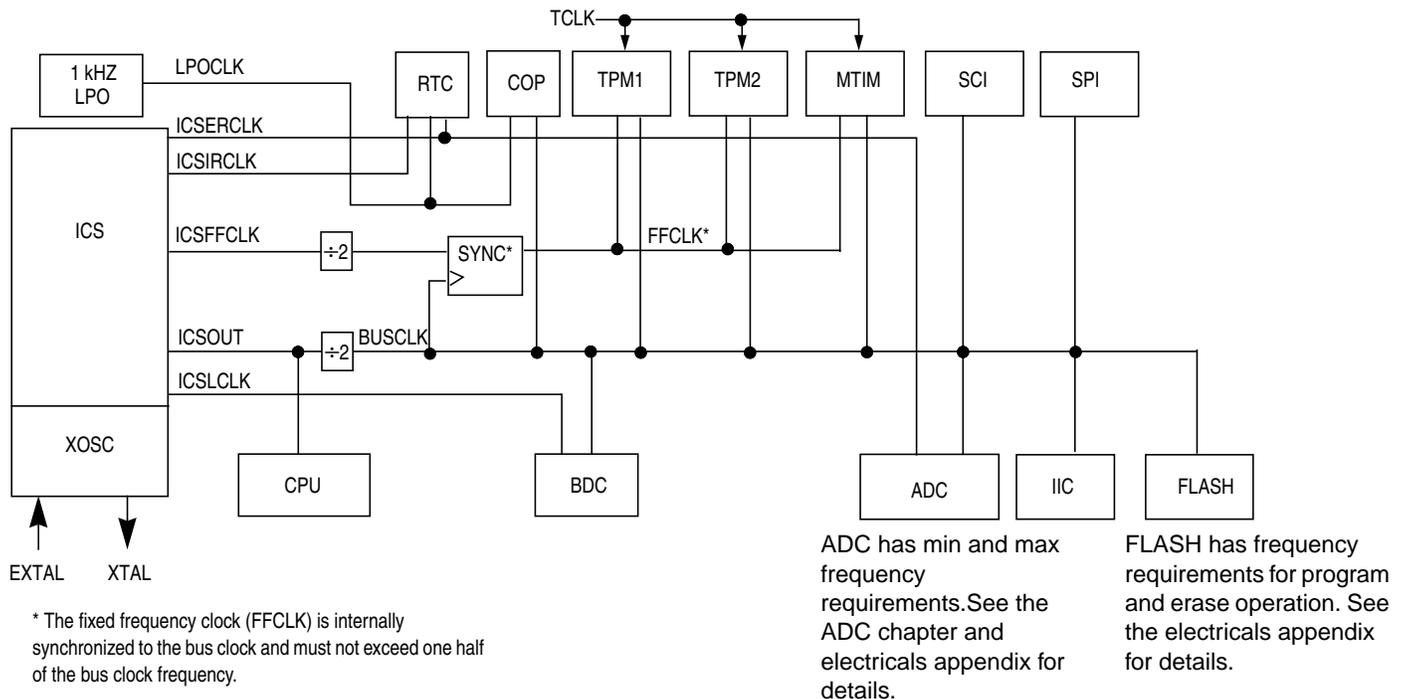 TCLK
1 kHZ
LPO
LPOCLK
RTC
COP
TPM1
TPM2
MTIM
SCI
SPI
ICSERCLK
ICSIRCLK
ICS
ICSFFCLK
÷2
SYNC*
FFCLK*
ICSOUT
÷2
BUSCLK
ICSLCLK
XOSC
CPU
BDC
ADC
IIC
FLASH
EXTAL
XTAL
* The fixed frequency clock (FFCLK) is internally
synchronized to the bus clock and must not exceed one half
of the bus clock frequency.
ADC has min and max
frequency
requirements.See the
ADC chapter and
electricals appendix for
details.
FLASH has frequency
requirements for program
and erase operation. See
the electricals appendix
for details.